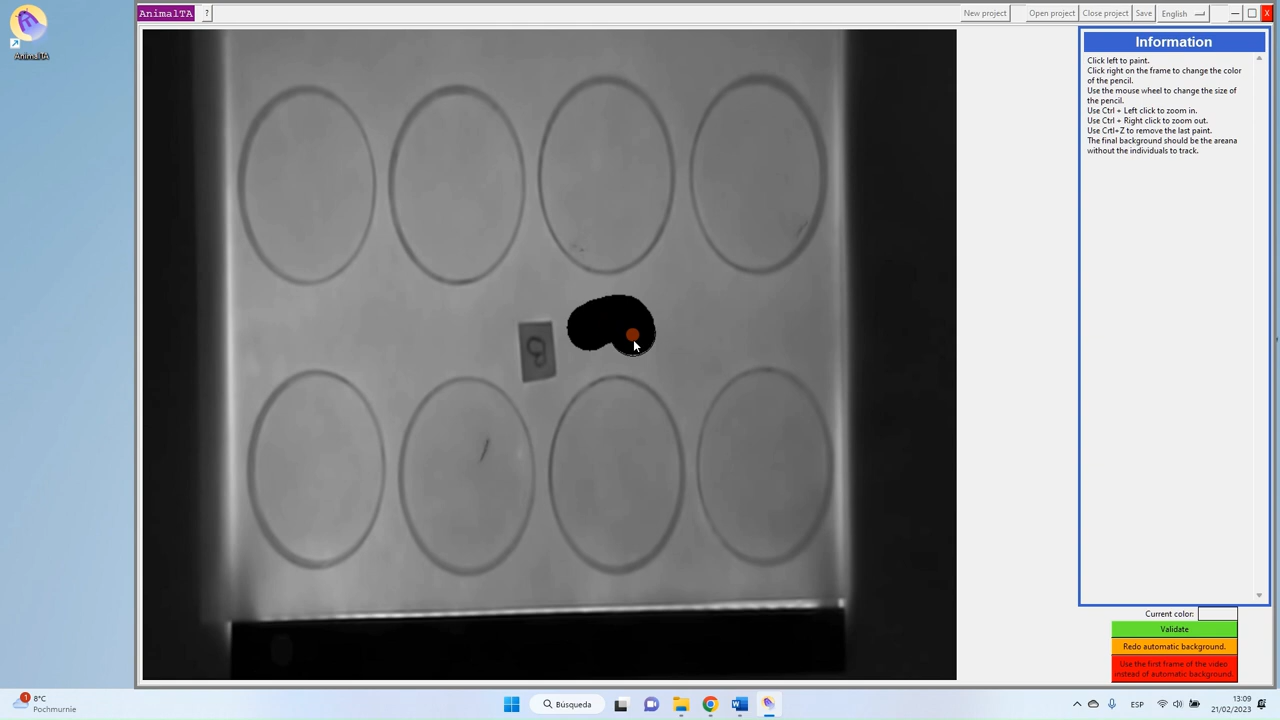 AnimalTA
?
New project
Open project
Close project
Save
English
X
AnimalTA
Information
Click left to paint.
Click right on the frame to change the color
of the pencil.
Use the mouse wheel to change the size of
the pencil.
Use Ctrl + Left click to zoom in.
Use Ctrl + Right click to zoom out.
Use Crtl+Z to remove the last paint.
The final background should be the areana
without the individuals to track.
8
Current color:
Validate
Redo automatic background.
Use the first frame of the video
instead of automatic background.
1
8°C
Pochmurnie
Búsqueda
ESP
13:09
21/02/2023